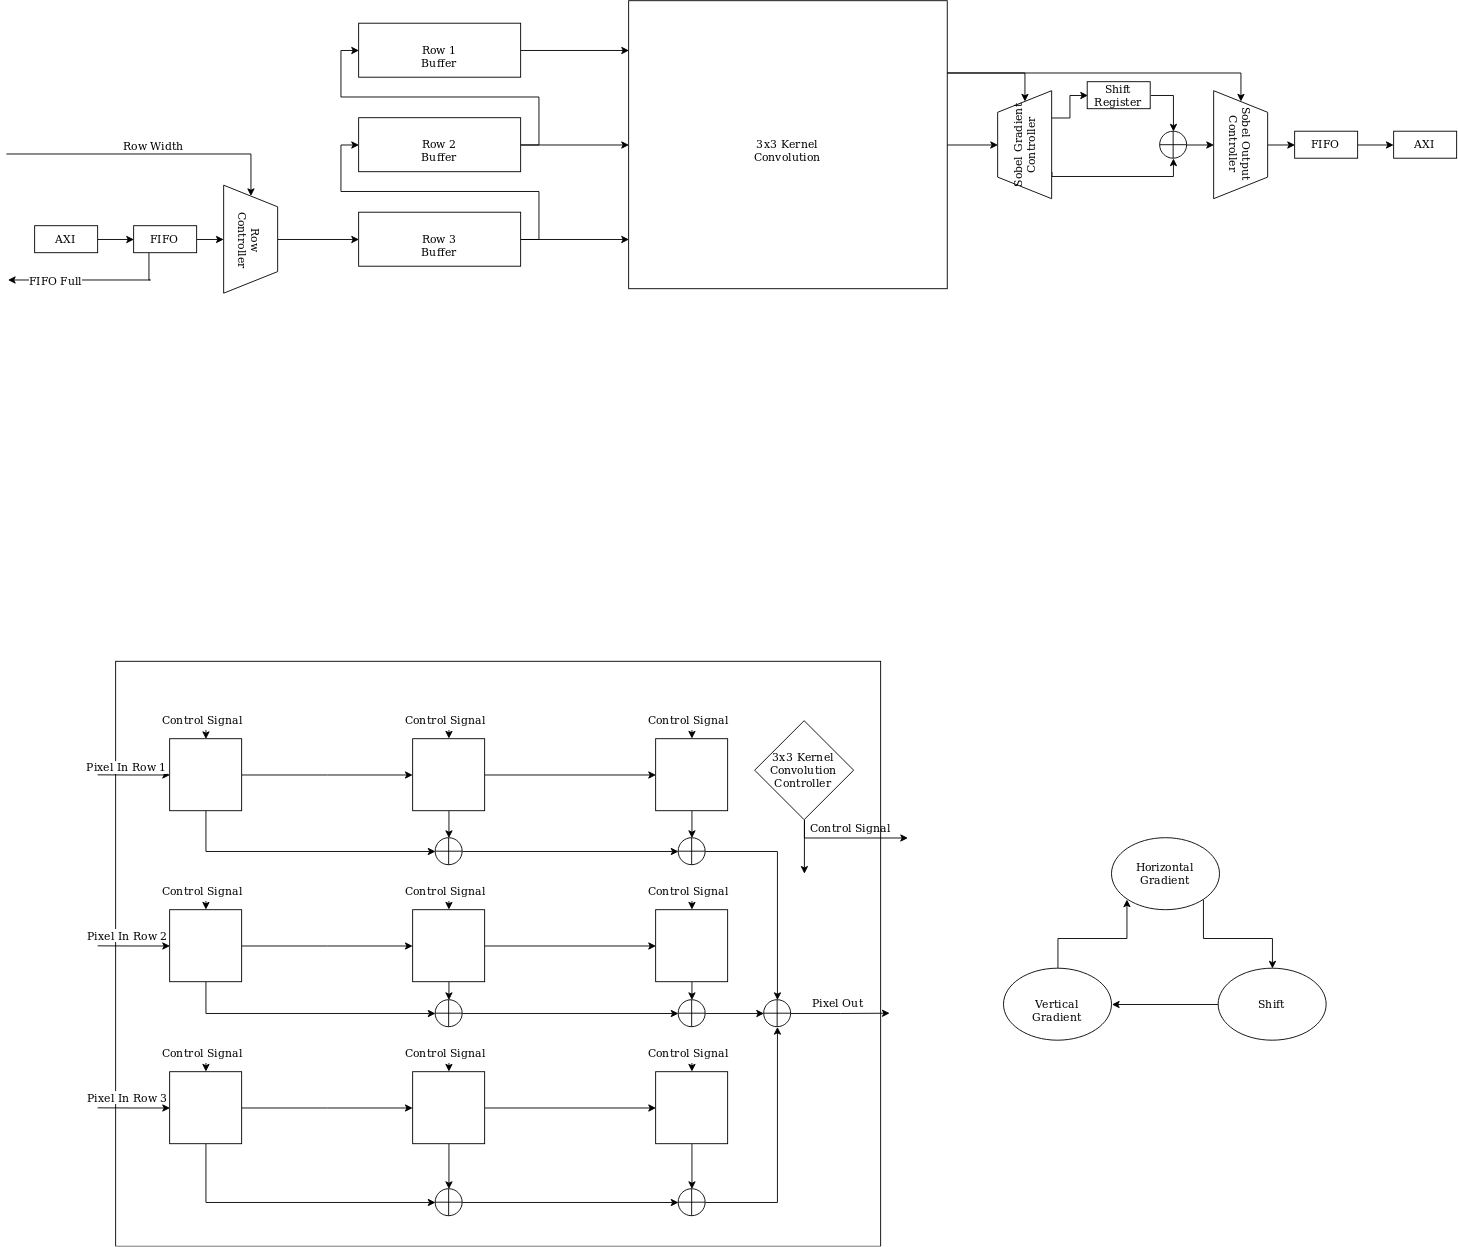 Row 1
Buffer
Row 2
Buffer
Row 3
Buffer
Row Width
AXI
FIFO
Row
Controller
FIFO Full
3x3 Kernel
Convolution
Sobel Gradient
Controller
Shift
Register
Sobel Output
Controller
FIFO
AXI
Control Signal
Control Signal
Control Signal
Pixel In Row 1
3x3 Kernel
Convolution
Controller
Control Signal
Control Signal
Control Signal
Control Signal
Pixel In Row 2
Pixel Out
Control Signal
Control Signal
Control Signal
Pixel In Row 3
Horizontal
Gradient
Vertical
Gradient
Shift